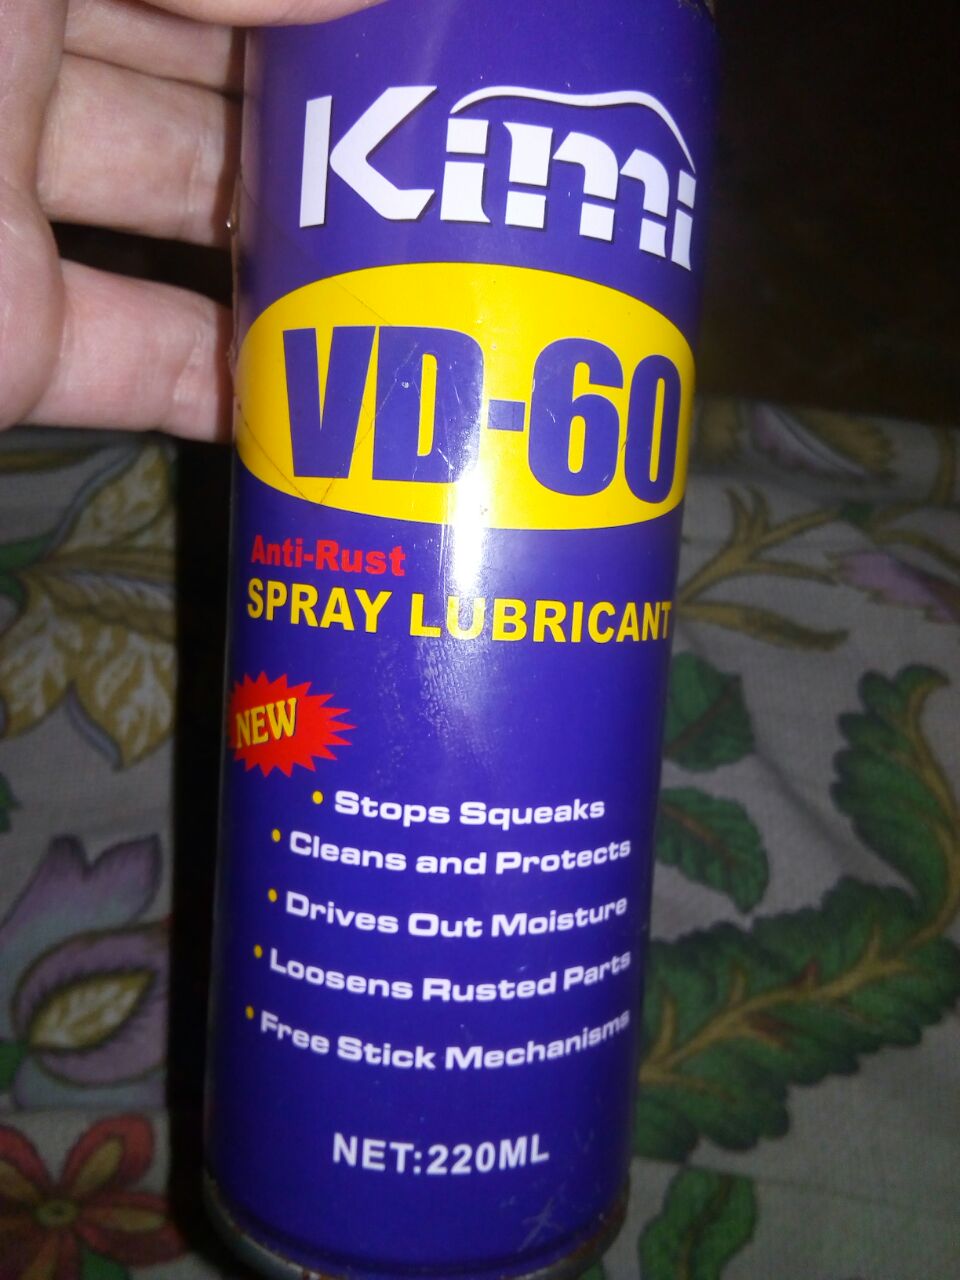 Kimi
VD-60
Anti-Rust
SPRAY LUBRICANT
NEW
• Stops Squeaks
• Cleans and Protects
• Drives Out Moisture
• Loosens Rusted Parts
• Free Stick Mechanisms
NET:220ML